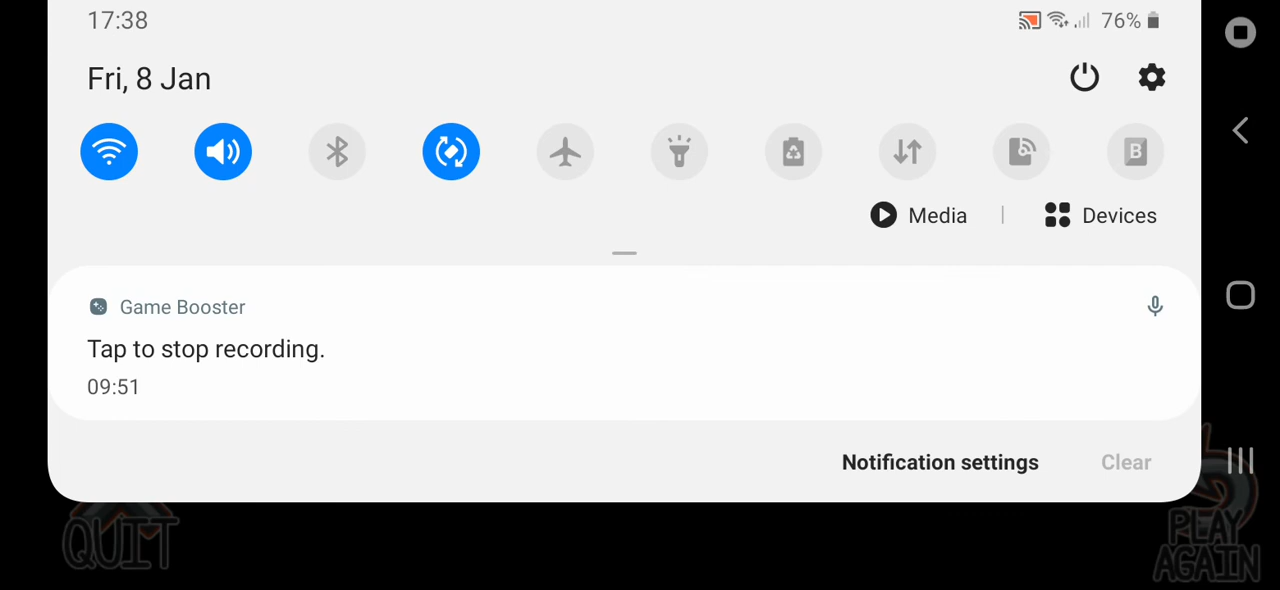 17:38
76%
Fri, 8 Jan
B
Media | Devices
Game Booster
Tap to stop recording.
09:51
Notification settings
Clear
QUIT
PLAY
AGAIN